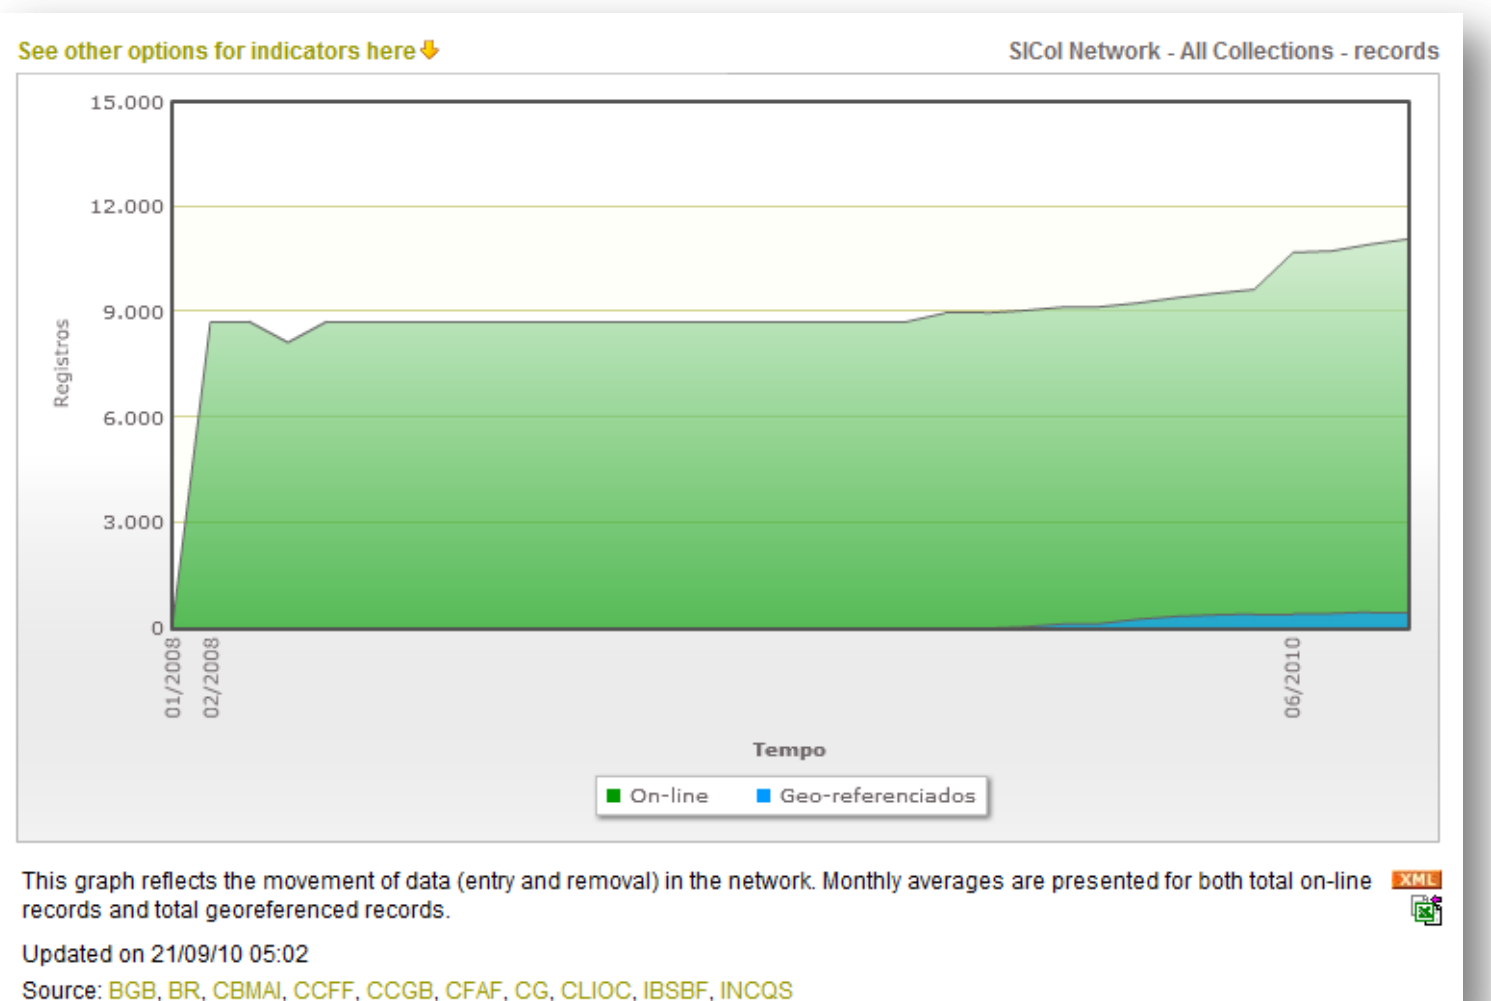 See other options for indicators here
SICol Network - All Collections - records
15.000
12.000
9.000
6.000
3.000
0
Registros
01/2008
02/2008
06/2010
Tempo
On-line
Geo-referenciados
This graph reflects the movement of data (entry and removal) in the network. Monthly averages are presented for both total on-line
XML
records and total georeferenced records.
Updated on 21/09/10 05:02
Source: BGB, BR, CBMAI, CCFF, CCGB, CFAF, CG, CLIOC, IBSBF, INCQS